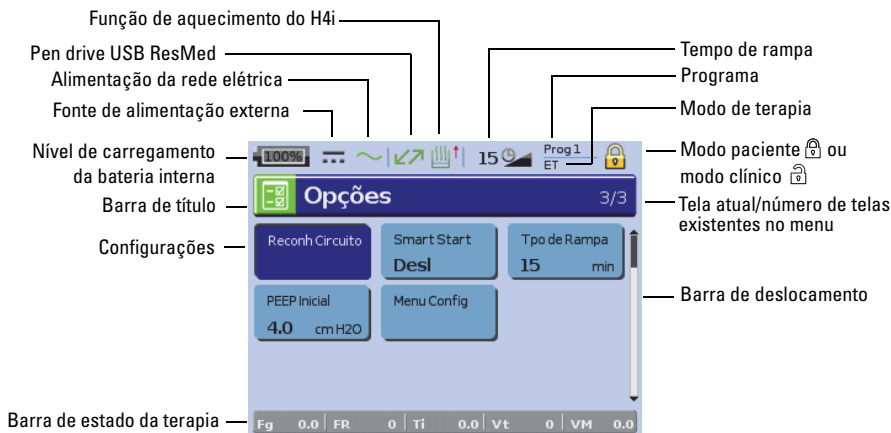 Função de aquecimento do H4i
Pen drive USB ResMed
Alimentação da rede elétrica
Fonte de alimentação externa
Nível de carregamento
da bateria interna
Barra de título
Configurações
Barra de estado da terapia
Tempo de rampa
Programa
Modo de terapia
Modo paciente ou
modo clínico
Tela atual/número de telas
existentes no menu
Barra de deslocamento
100%
15
Prog 1
ET
Opções 3/3
Reconh Circuito
Smart Start
Desl
Tpo de Rampa
15 min
PEEP Inicial
4.0 cm H2O
Menu Config
Fg 0.0 FR 0 Ti 0.0 Vt 0 VM 0.0